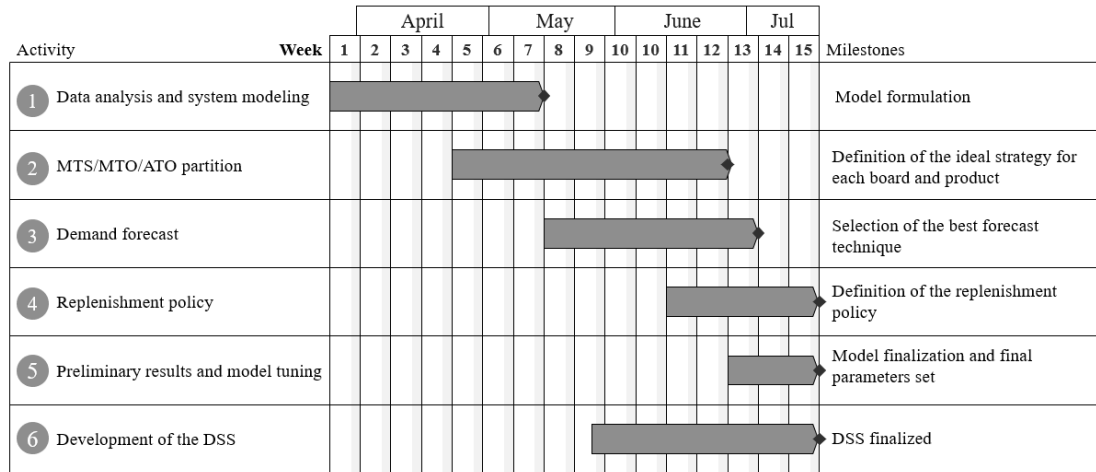 April May June Jul
Activity Week 1 2 3 4 5 6 7 8 9 10 10 11 12 13 14 15 Milestones
1 Data analysis and system modeling Model formulation
2 MTS/MTO/ATO partition Definition of the ideal strategy for
each board and product
3 Demand forecast Selection of the best forecast
technique
4 Replenishment policy Definition of the replenishment
policy
5 Preliminary results and model tuning Model finalization and final
parameters set
6 Development of the DSS DSS finalized